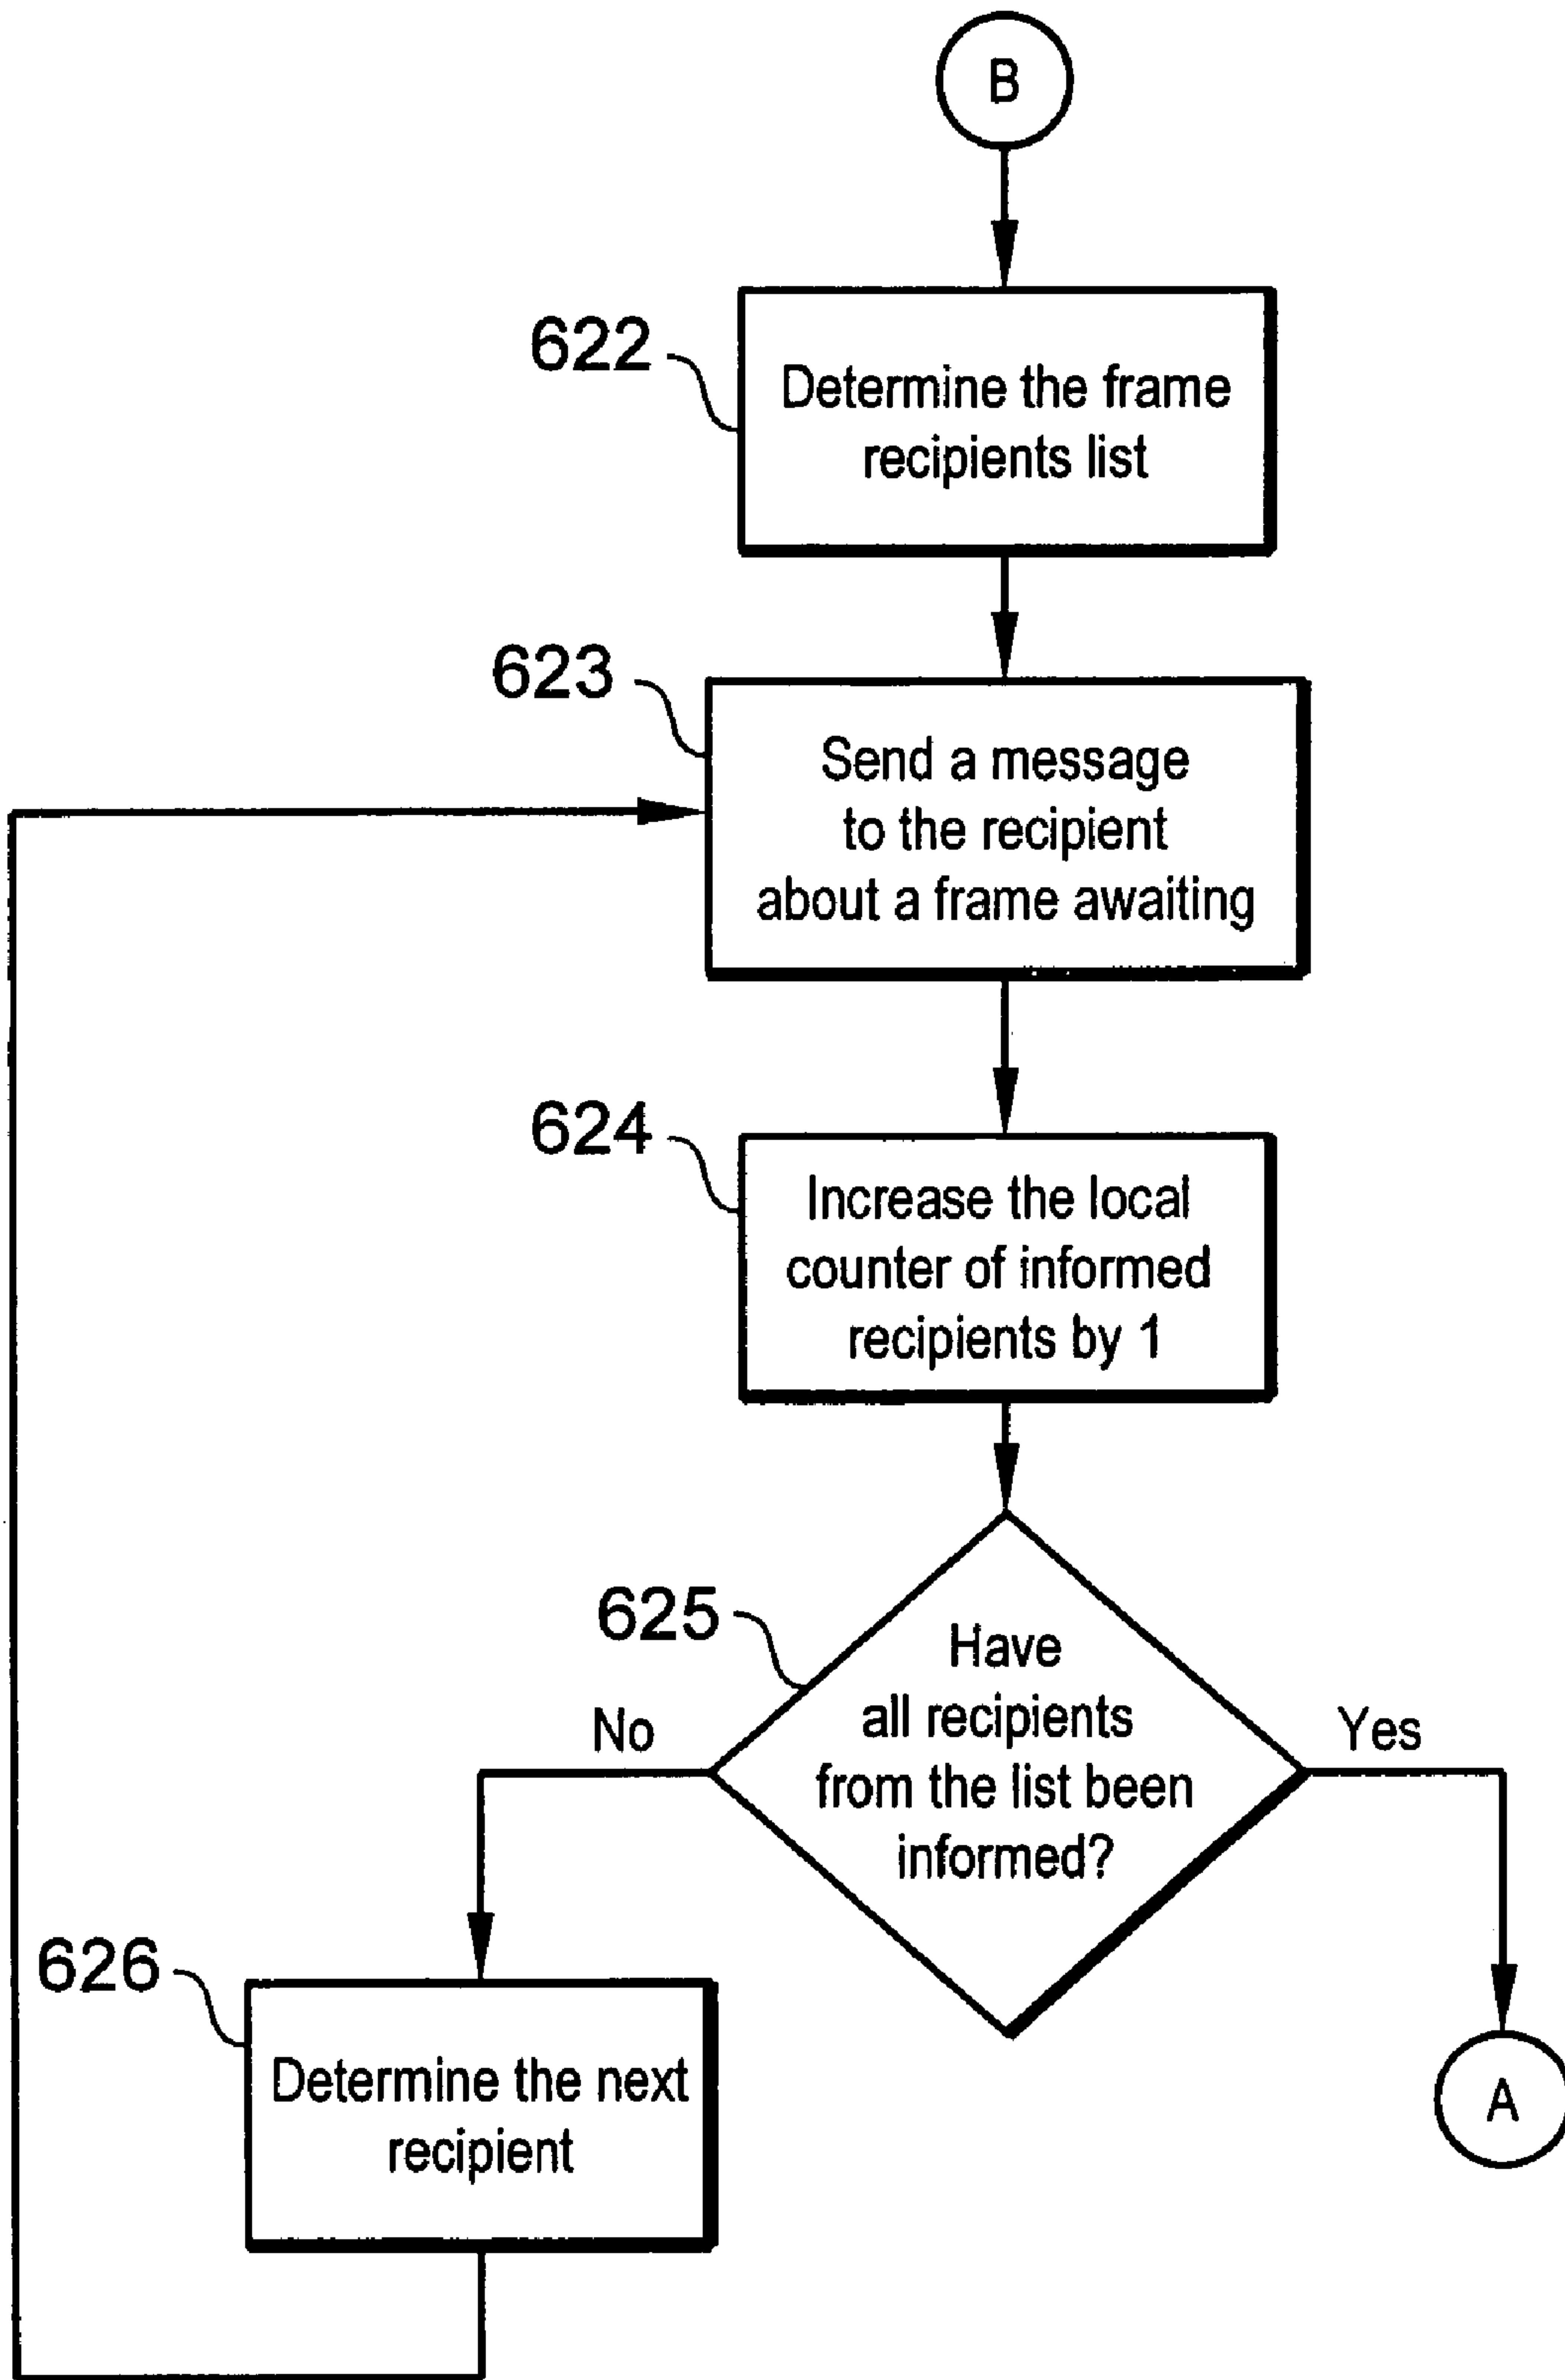 B
622
Determine the frame
recipients list
623
Send a message
to the recipient
about a frame awaiting
624
Increase the local
counter of informed
recipients by 1
625
Have
all recipients
from the list been
informed?
No
Yes
626
Determine the next
recipient
A